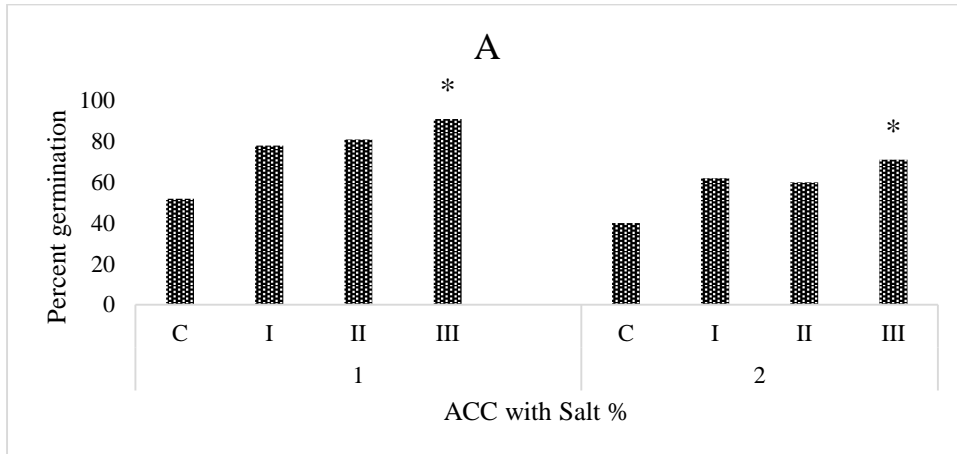 A
*
*
Percent germination
100
80
60
40
20
0
C I II III C I II III
1 2
ACC with Salt %